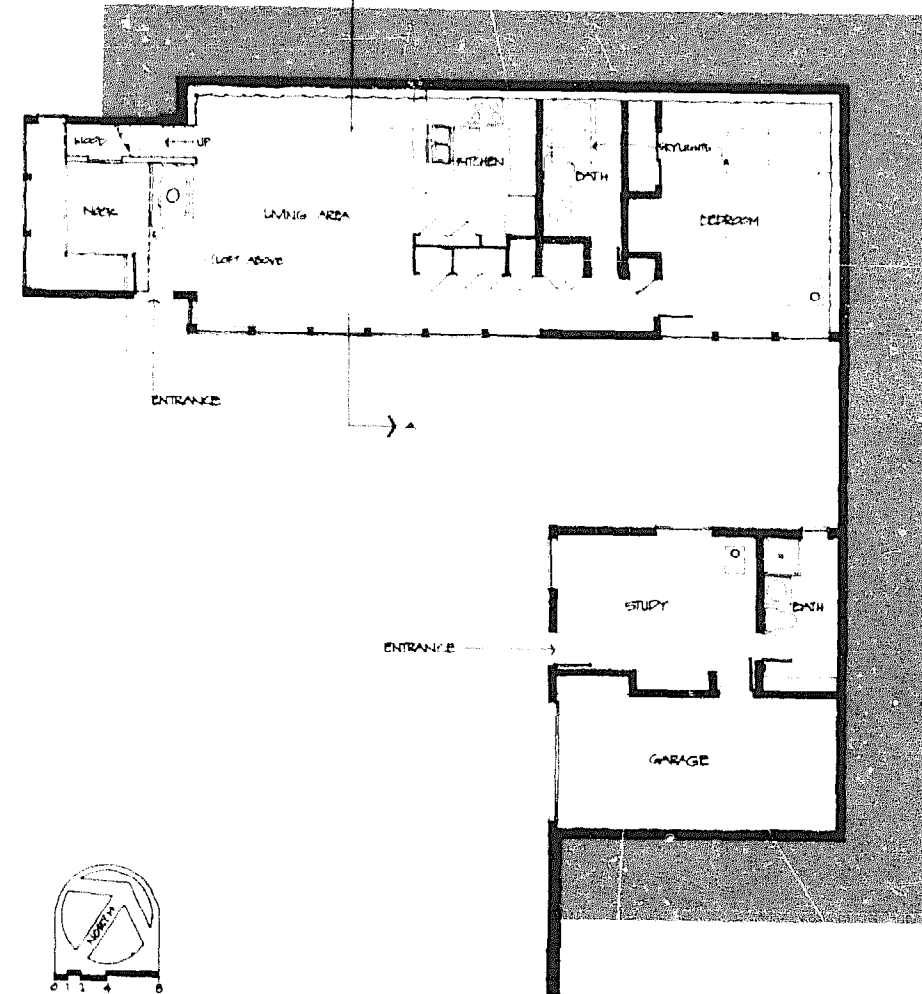 WOOD
UP
KITCHEN
BATH
SKYLIGHTS
NOOK
LIVING AREA
BEDROOM
(LOFT ABOVE
ENTRANCE
A
STUDY
BATH
ENTRANCE
GARAGE
NORTH
0 1 2 4 8